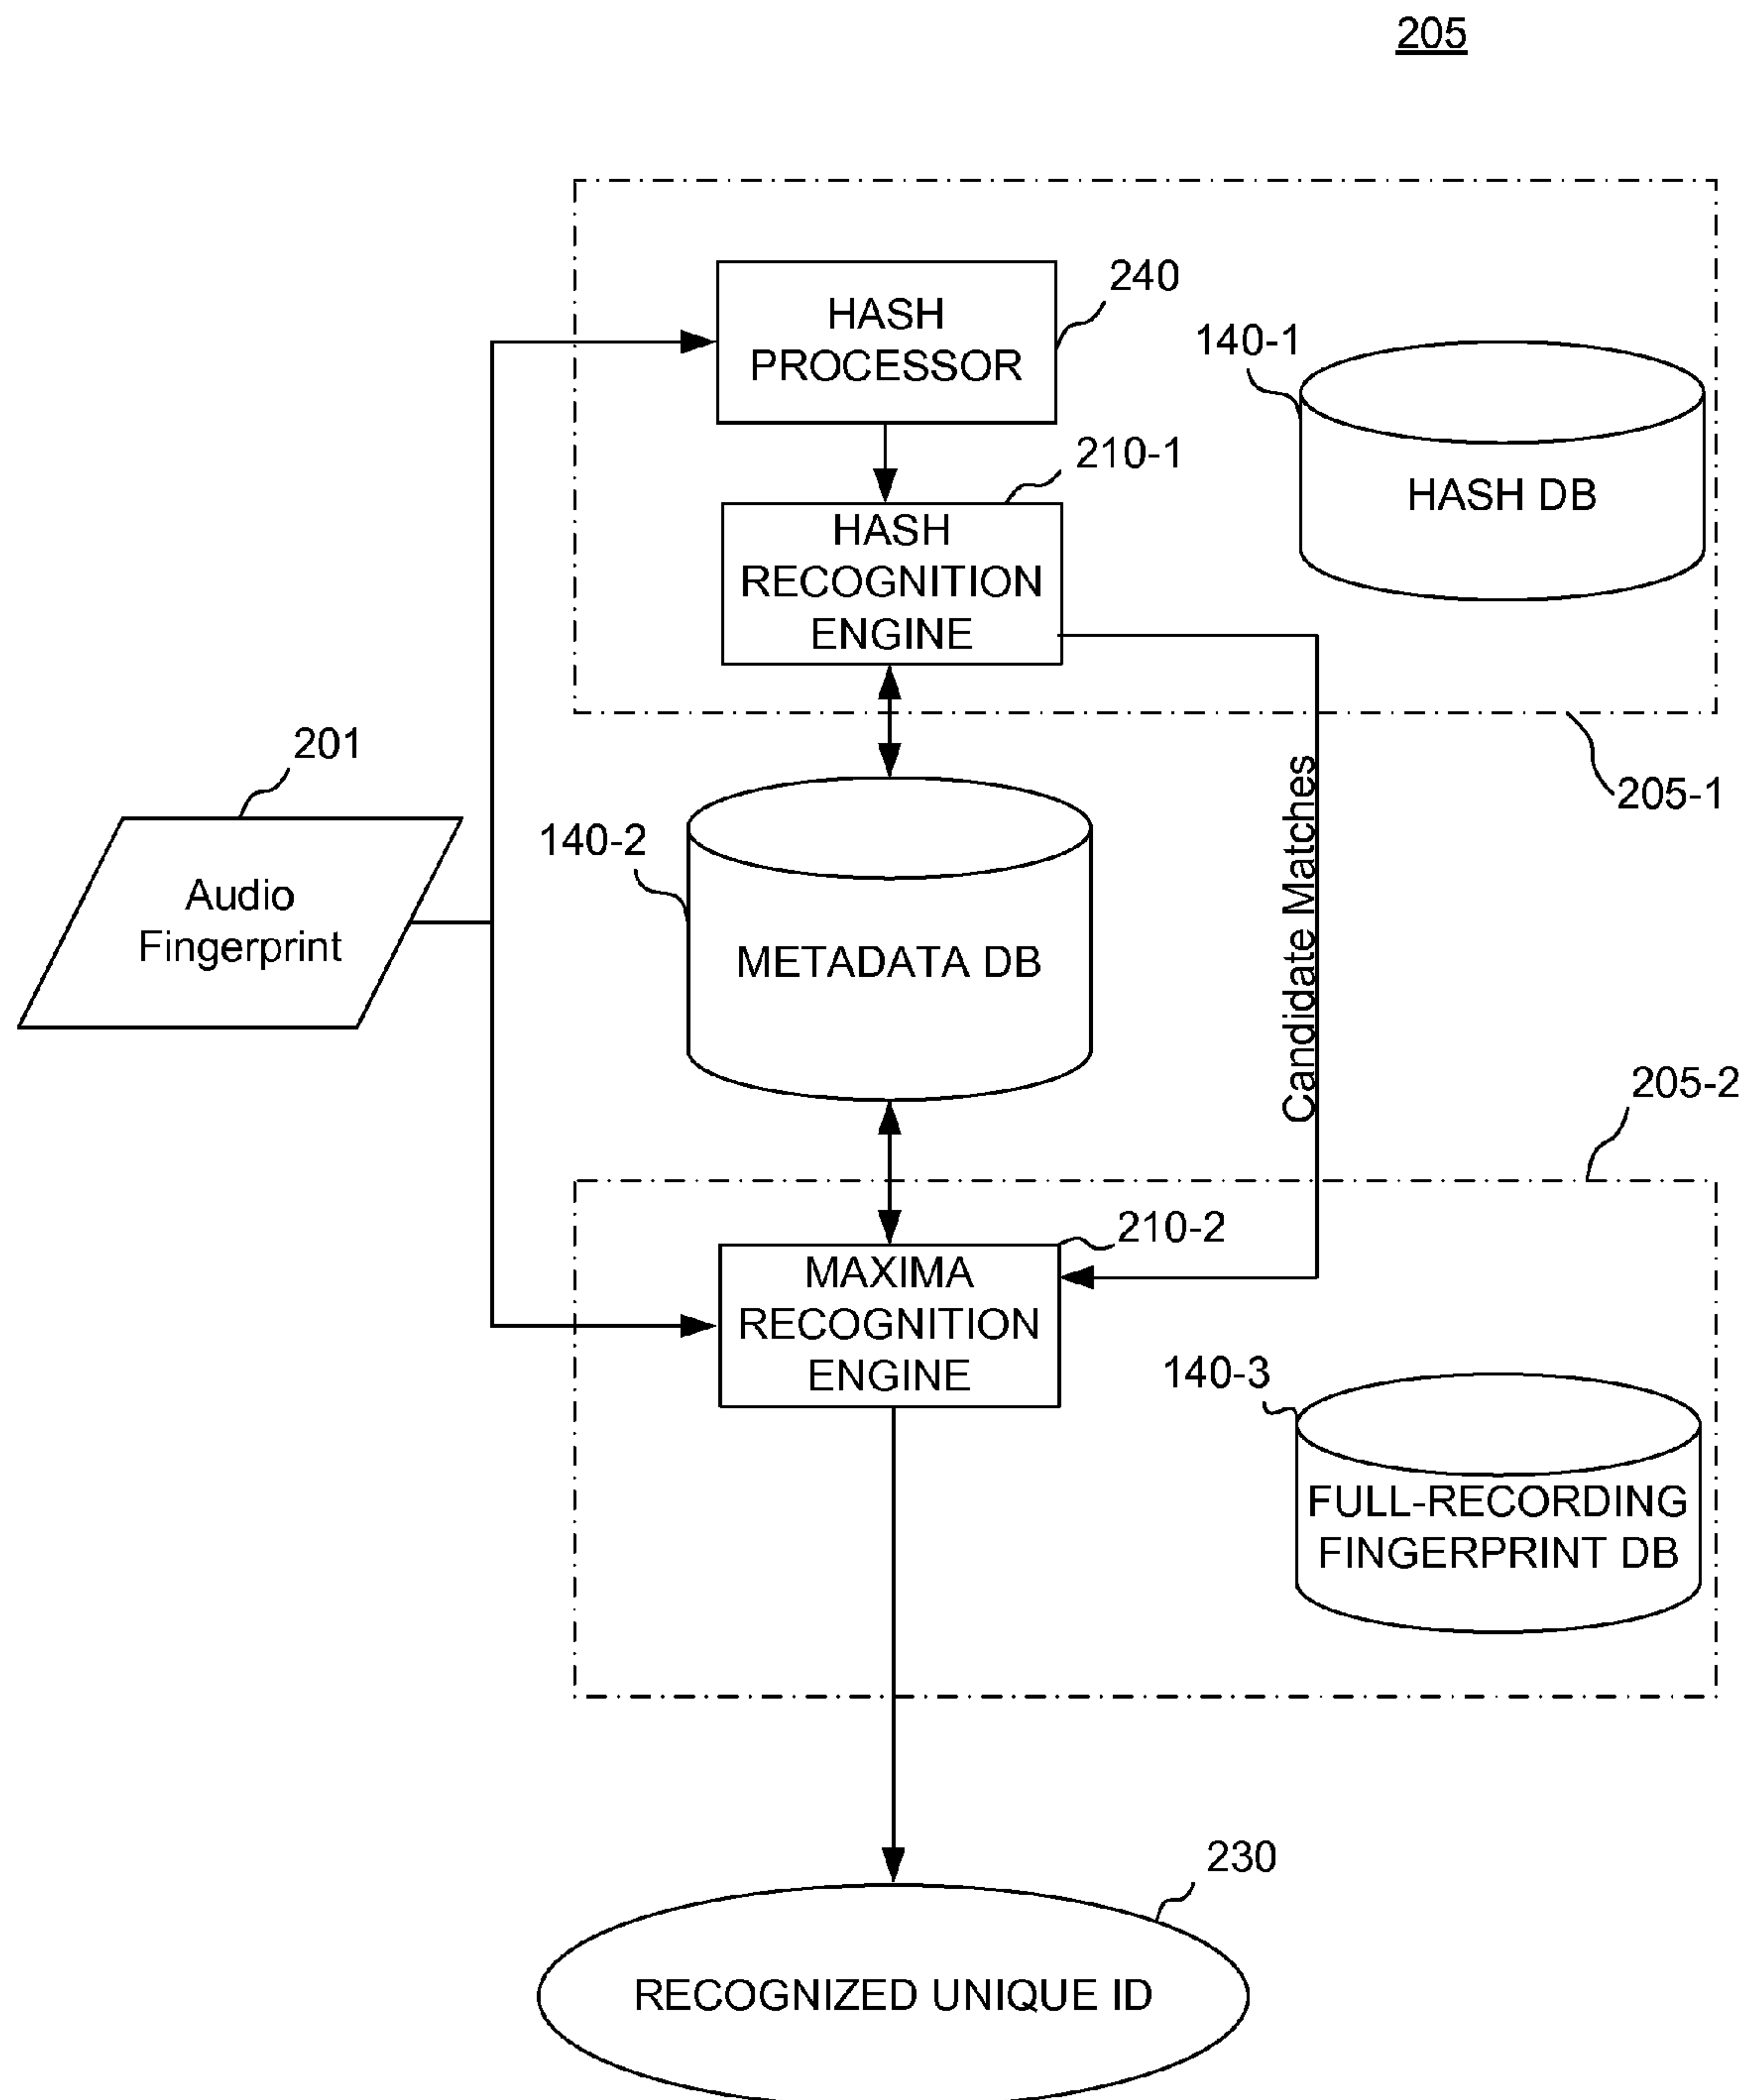 205
240
HASH
PROCESSOR
140-1
HASH DB
210-1
HASH
RECOGNITION
ENGINE
201
Audio
Fingerprint
140-2
METADATA DB
Candidate Matches
205-1
205-2
210-2
MAXIMA
RECOGNITION
ENGINE
140-3
FULL-RECORDING
FINGERPRINT DB
230
RECOGNIZED UNIQUE ID